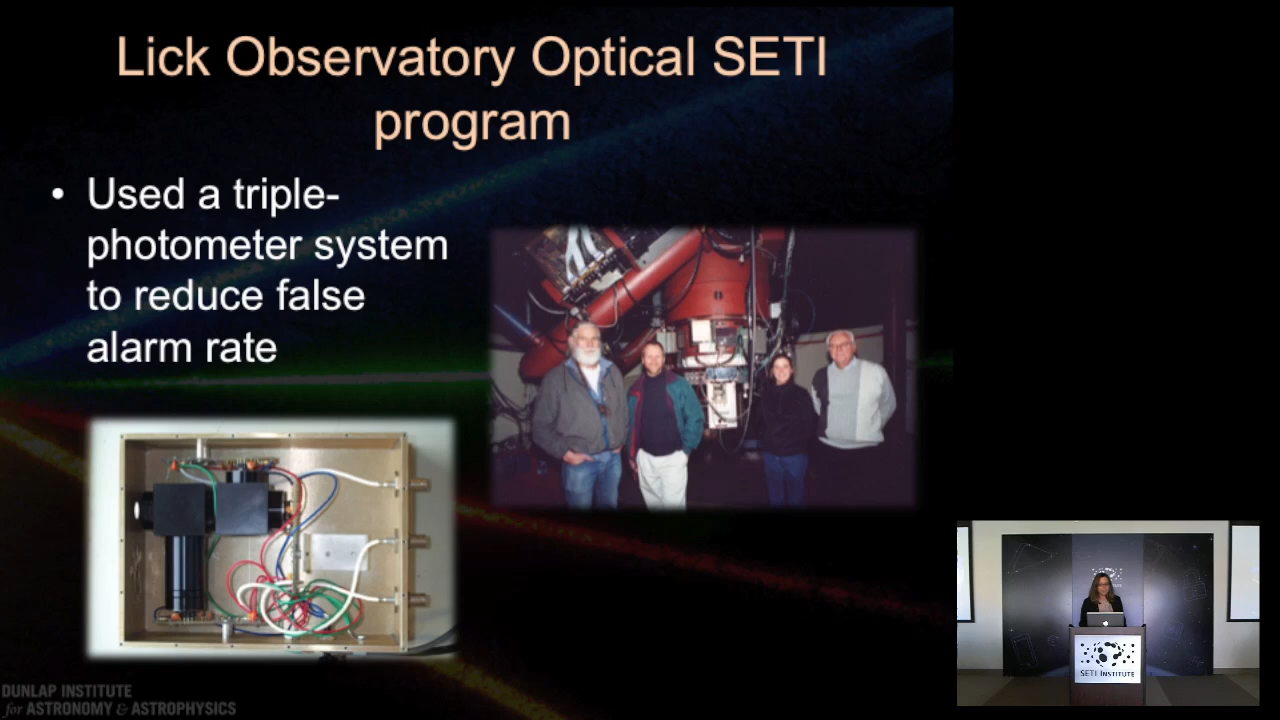 Lick Observatory Optical SETI
program
• Used a triple-
photometer system
to reduce false
alarm rate
DUNLAP INSTITUTE
for ASTRONOMY & ASTROPHYSICS
SETI INSTITUTE